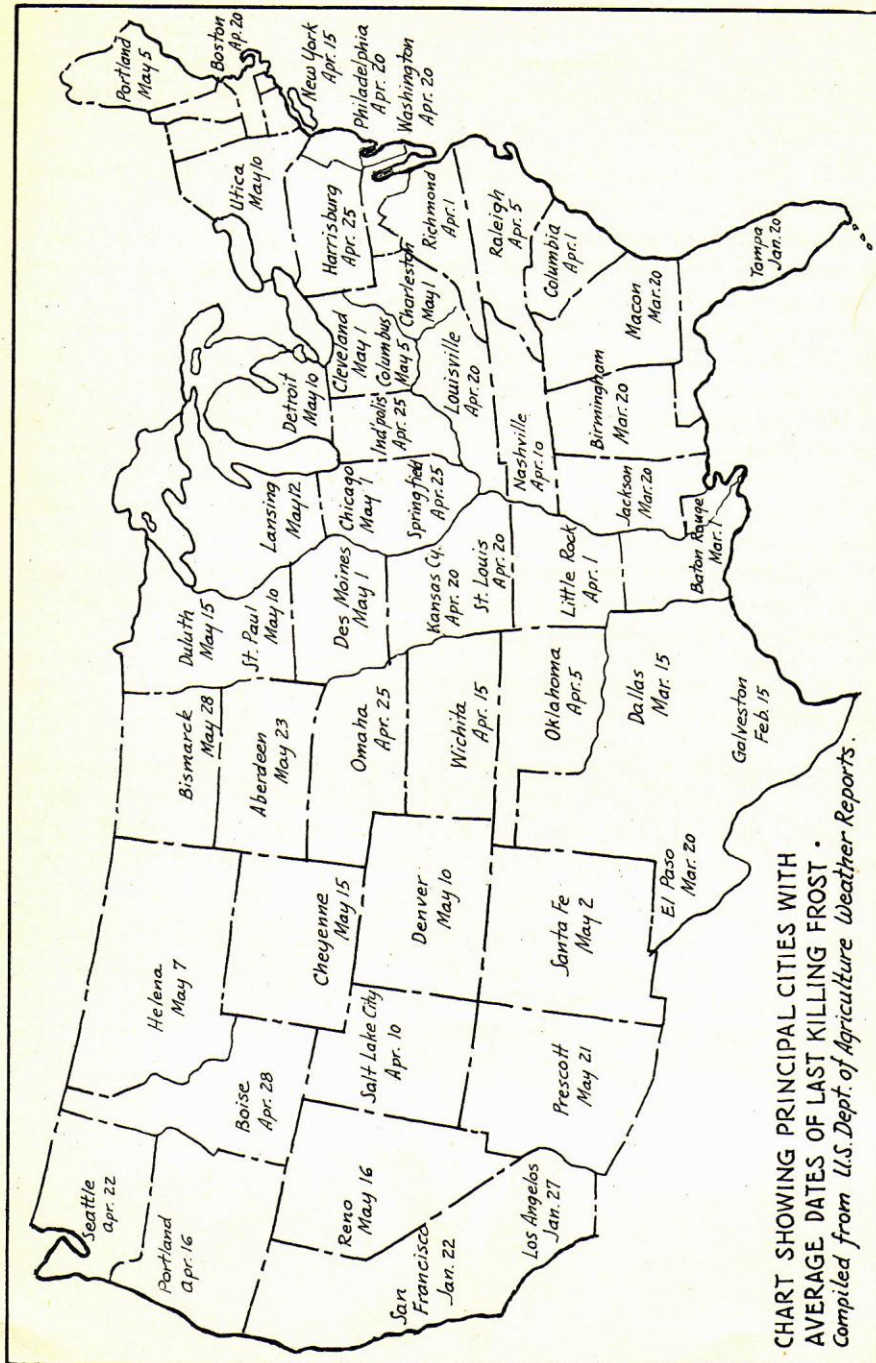 Seattle
Apr. 22
Portland
Apr. 16
San
Francisco
Jan. 22
Los Angelos
Jan. 27
Reno
May 16
Boise
Apr. 28
Helena
May 7
Salt Lake City
Apr. 10
Prescott
May 21
Cheyenne
May 15
Denver
May 10
Santa Fe
May 2
El Paso
Mar. 20
Bismarck
May 28
Aberdeen
May 23
Omaha
Apr. 25
Wichita
Apr. 15
Oklahoma
Apr. 5
Dallas
Mar. 15
Galveston
Feb. 15
Duluth
May 15
St. Paul
May 10
Des Moines
May 1
Kansas Cy.
Apr. 20
St. Louis
Apr. 20
Little Rock
Apr. 1
Baton Rouge
Mar. 1
Lansing
May 12
Chicago
May 1
Springfield
Apr. 25
Detroit
May 10
Ind'polis
Apr. 25
Cleveland
May 1
Columbus
May 5
Louisville
Apr. 20
Charleston
May 1
Nashville
Apr. 10
Jackson
Mar. 20
Birmingham
Mar. 20
Macon
Mar. 20
Tampa
Jan. 20
Columbia
Apr. 1
Raleigh
Apr. 5
Richmond
Apr. 1
Harrisburg
Apr. 25
Utica
May 10
Portland
May 5
Boston
Ap. 20
New York
Apr. 15
Philadelphia
Apr. 20
Washington
Apr. 20
CHART SHOWING PRINCIPAL CITIES WITH
AVERAGE DATES OF LAST KILLING FROST.
Compiled from U.S. Dept. of Agriculture Weather Reports.